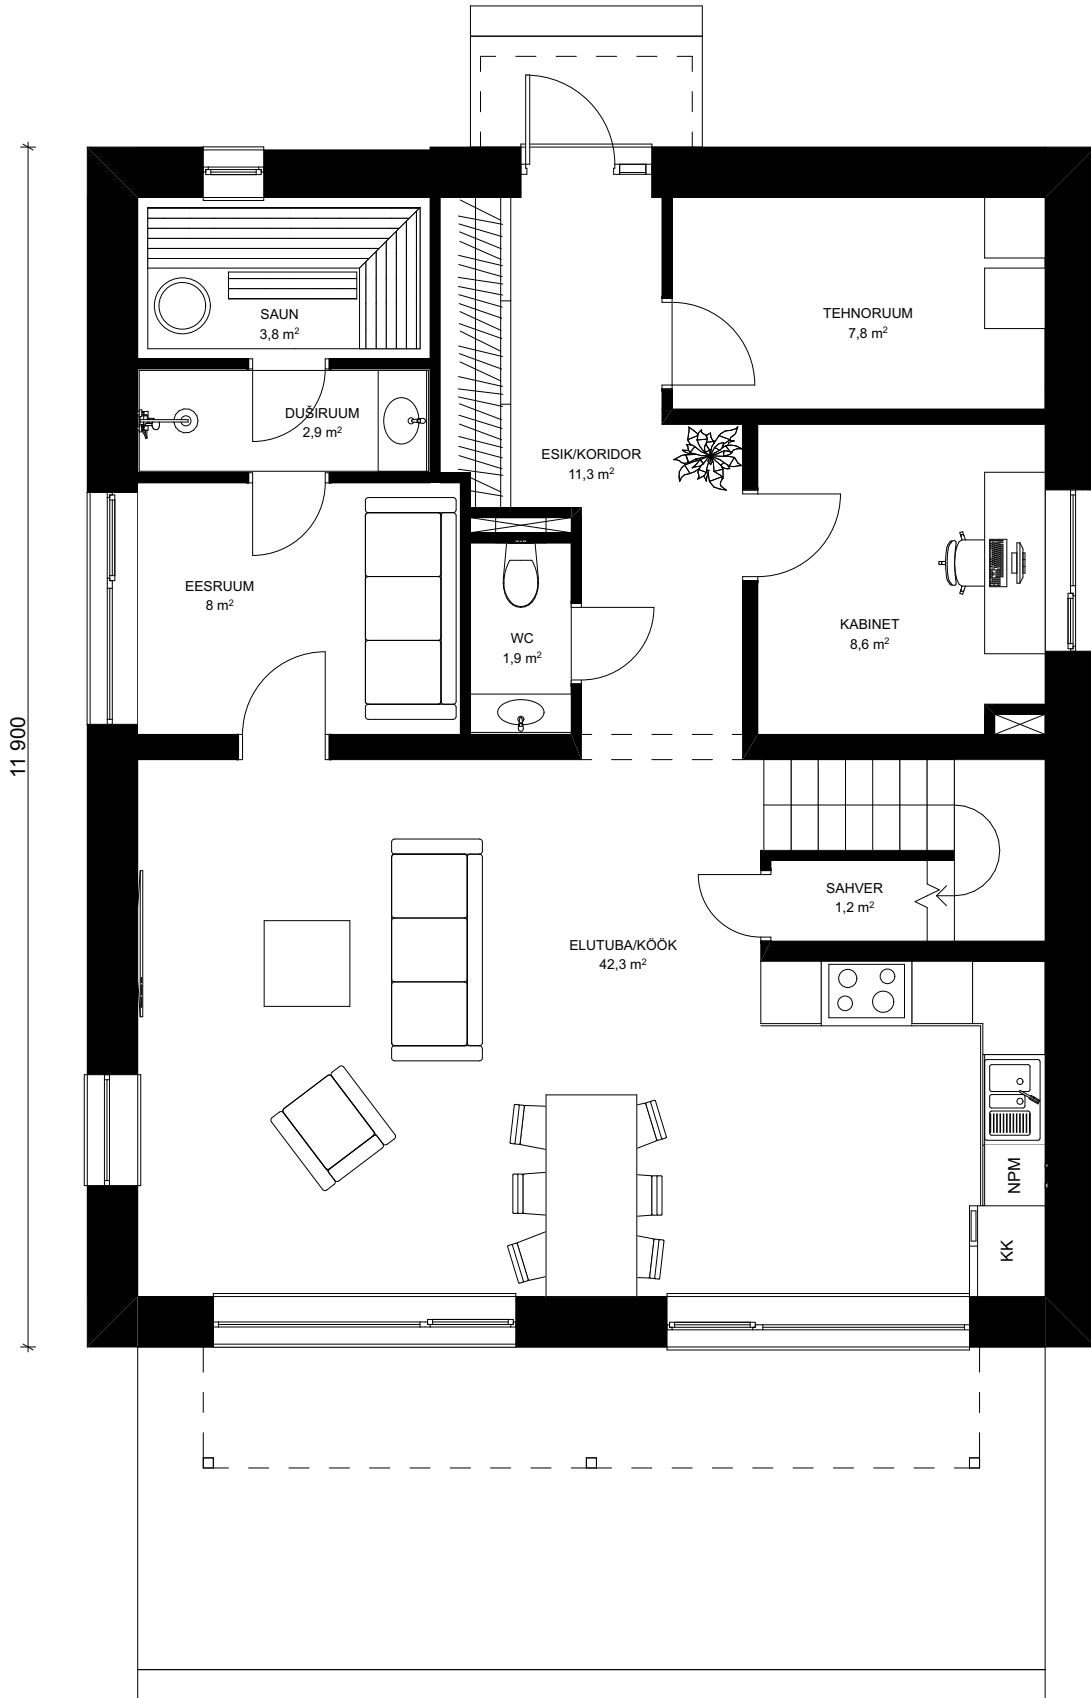 SAUN
3,8 m²
TEHNORUUM
7,8 m²
DUŠIRUUM
2,9 m²
ESIK/KORIDOR
11,3 m²
EESRUUM
8 m²
WC
1,9 m²
KABINET
8,6 m²
11 900
SAHVER
1,2 m²
ELUTUBA/KÖÖK
42,3 m²
NPM
KK